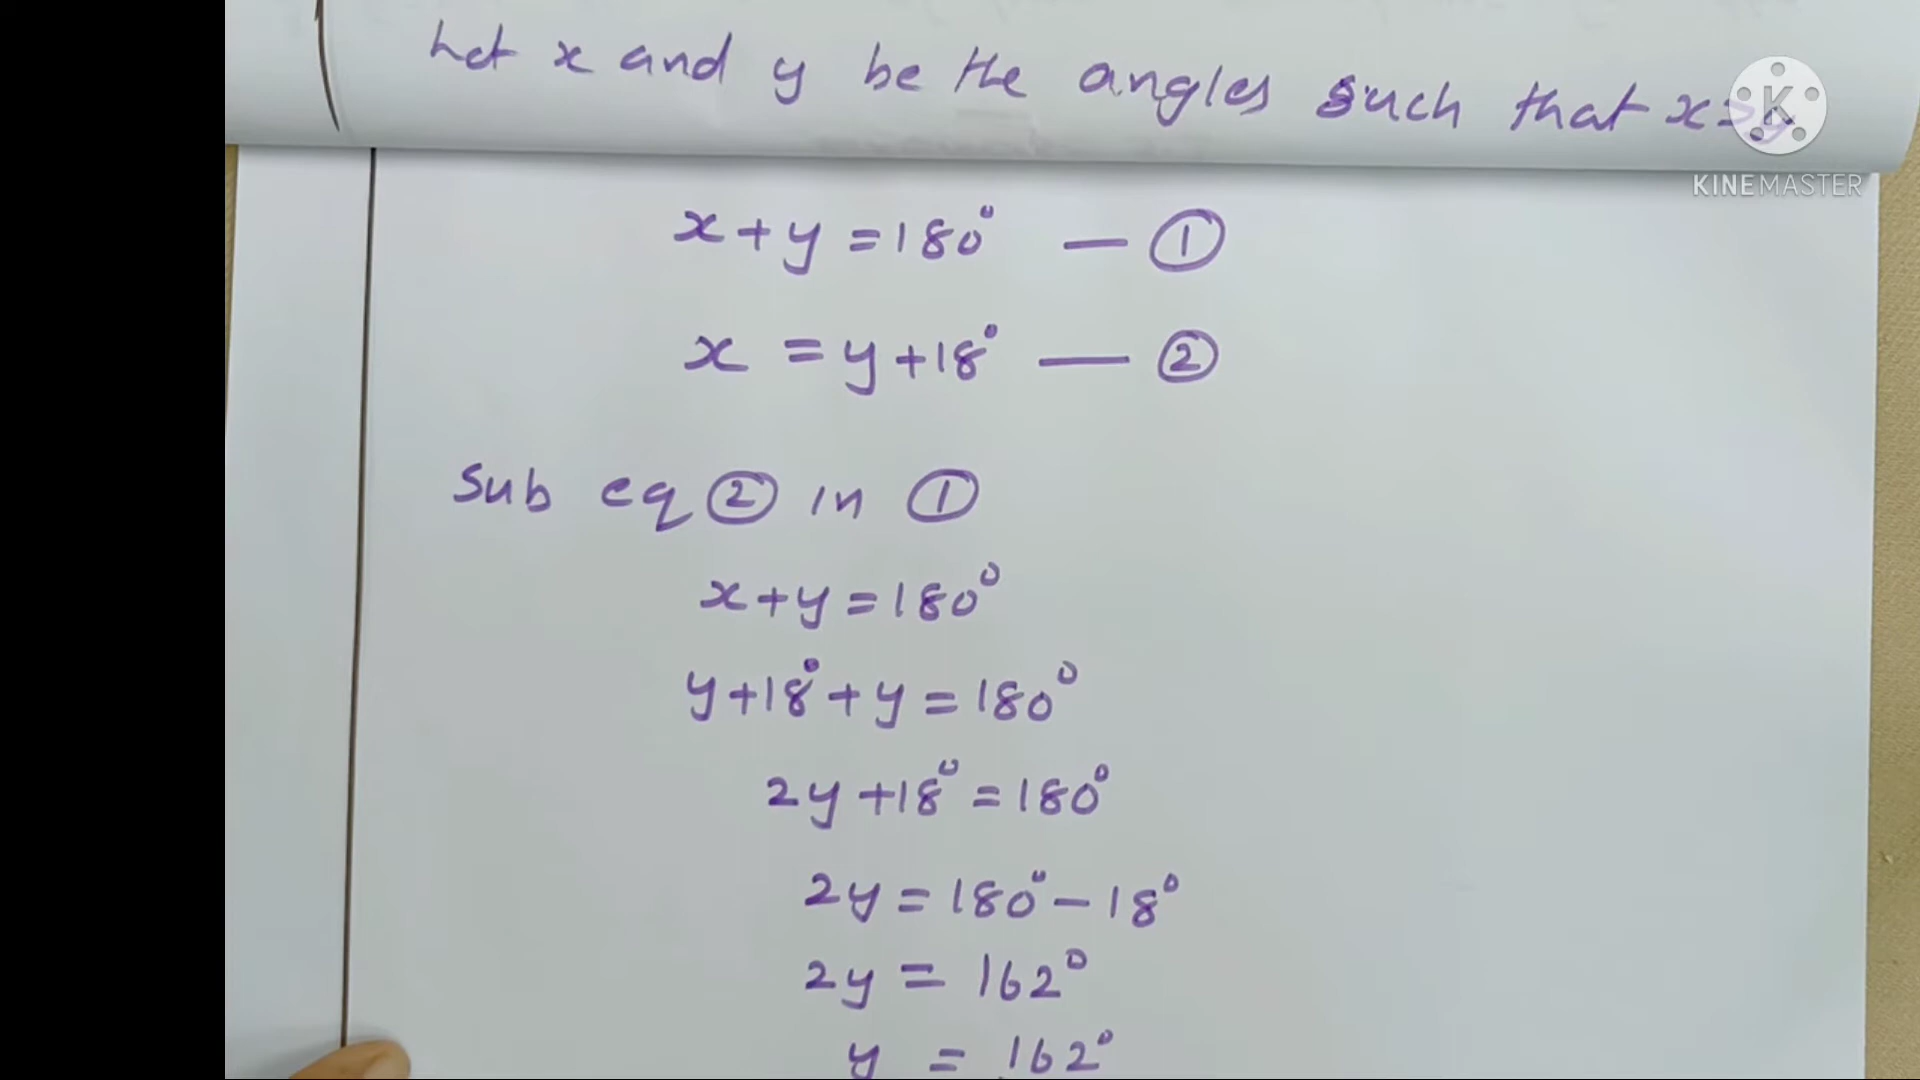 Let x and y be the angles such that x>y
KINEMASTER
x+y=180° — ①
x = y+18° — ②
Sub eq ② in ①
x+y=180°
y+18°+y=180°
2y+18°=180°
2y=180°-18°
2y = 162°
y = 162°